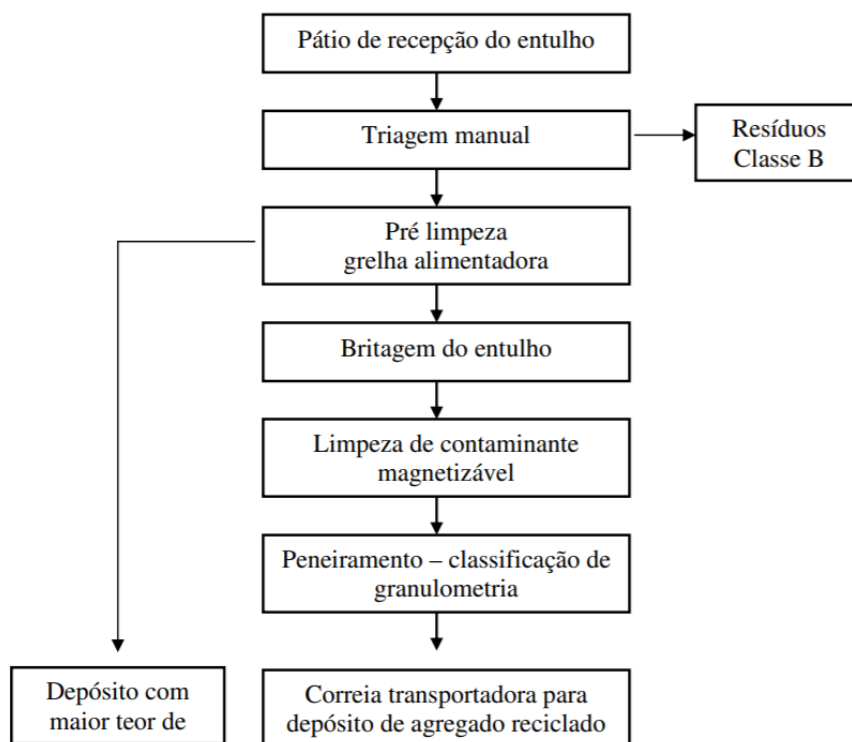 Pátio de recepção do entulho
Triagem manual
Resíduos
Classe B
Pré limpeza
grelha alimentadora
Britagem do entulho
Limpeza de contaminante
magnetizável
Peneiramento – classificação de
granulometria
Depósito com
maior teor de
Correia transportadora para
depósito de agregado reciclado